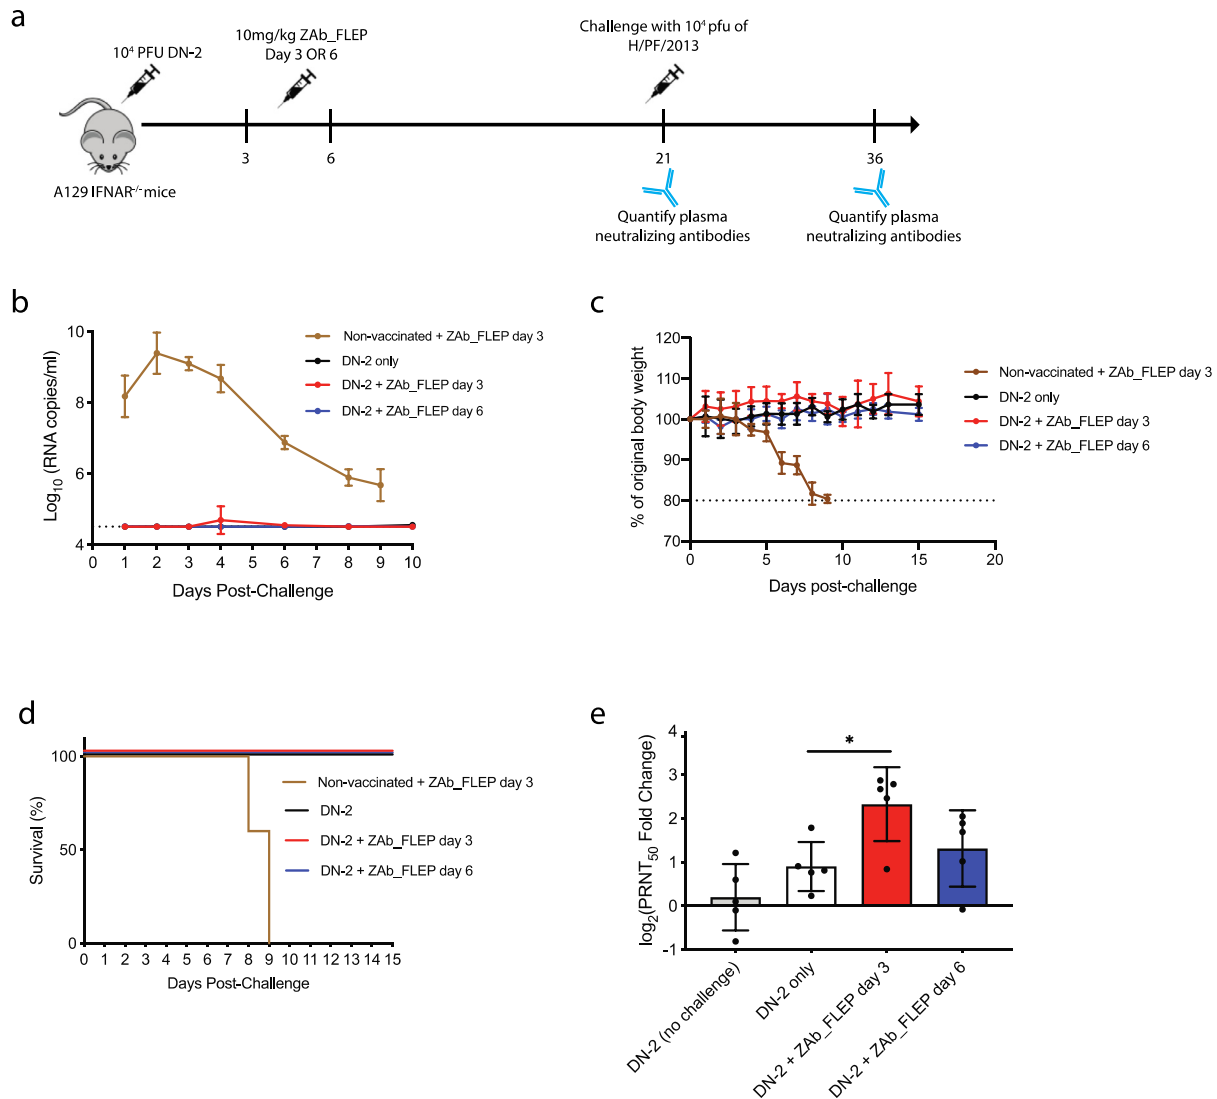 a
10⁴ PFU DN-2
10mg/kg ZAb_FLEP
Day 3 OR 6
Challenge with 10⁴ pfu of
H/PF/2013
3
6
21
36
A129 IFNAR⁻/⁻ mice
Quantify plasma
neutralizing antibodies
Quantify plasma
neutralizing antibodies
b
Log₁₀ (RNA copies/ml)
10
8
6
4
0 1 2 3 4 5 6 7 8 9 10
Days Post-Challenge
Non-vaccinated + ZAb_FLEP day 3
DN-2 only
DN-2 + ZAb_FLEP day 3
DN-2 + ZAb_FLEP day 6
c
% of original body weight
120
110
100
90
80
70
0 5 10 15 20
Days post-challenge
Non-vaccinated + ZAb_FLEP day 3
DN-2 only
DN-2 + ZAb_FLEP day 3
DN-2 + ZAb_FLEP day 6
d
Survival (%)
100
50
0
0 1 2 3 4 5 6 7 8 9 10 11 12 13 14 15
Days Post-Challenge
Non-vaccinated + ZAb_FLEP day 3
DN-2
DN-2 + ZAb_FLEP day 3
DN-2 + ZAb_FLEP day 6
e
log₂(PRNT₅₀ Fold Change)
4
3
2
1
0
-1
*
DN-2 (no challenge)
DN-2 only
DN-2 + ZAb_FLEP day 3
DN-2 + ZAb_FLEP day 6